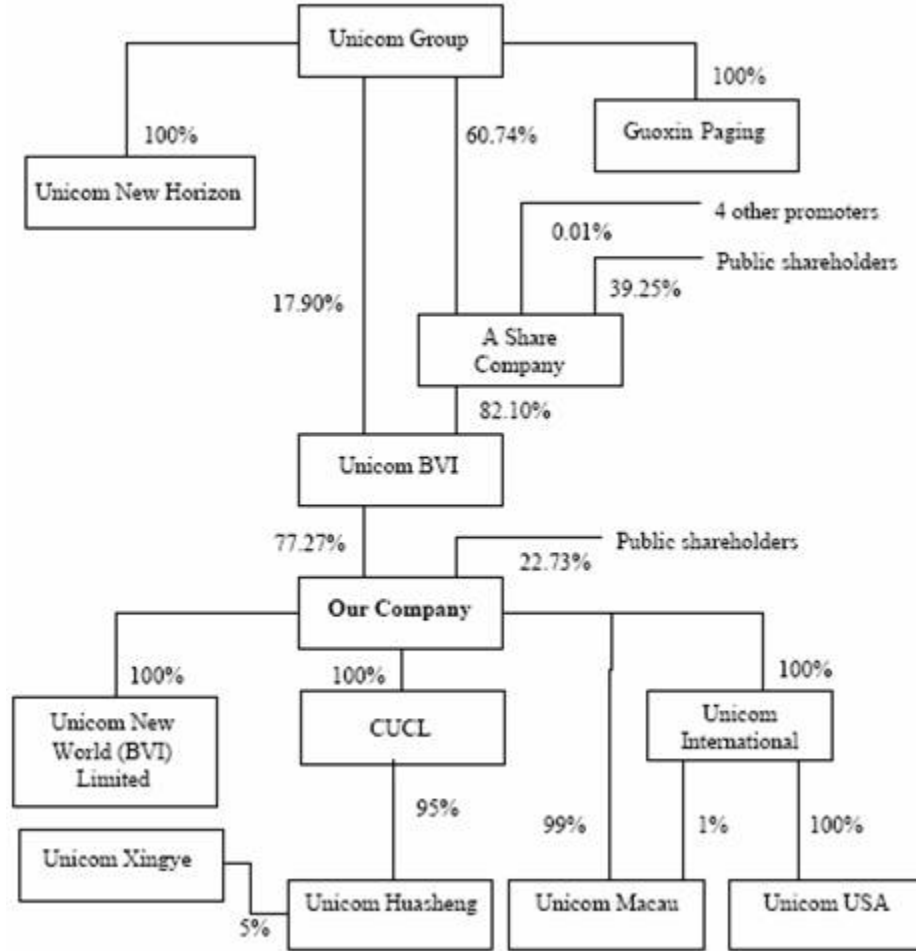 Unicom Group
100%
Guoxin Paging
100%
60.74%
Unicom New Horizon
4 other promoters
0.01%
Public shareholders
39.25%
17.90%
A Share
Company
82.10%
Unicom BVI
77.27%
Public shareholders
22.73%
Our Company
100%
100%
100%
Unicom New
World (BVI)
Limited
CUCL
Unicom
International
95%
99%
1%
100%
Unicom Xingye
5%
Unicom Huasheng
Unicom Macau
Unicom USA